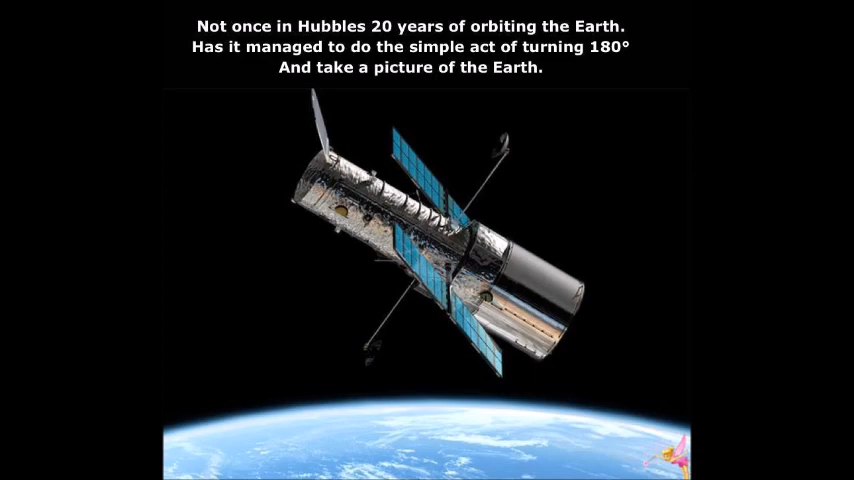 Not once in Hubbles 20 years of orbiting the Earth.
Has it managed to do the simple act of turning 180°
And take a picture of the Earth.